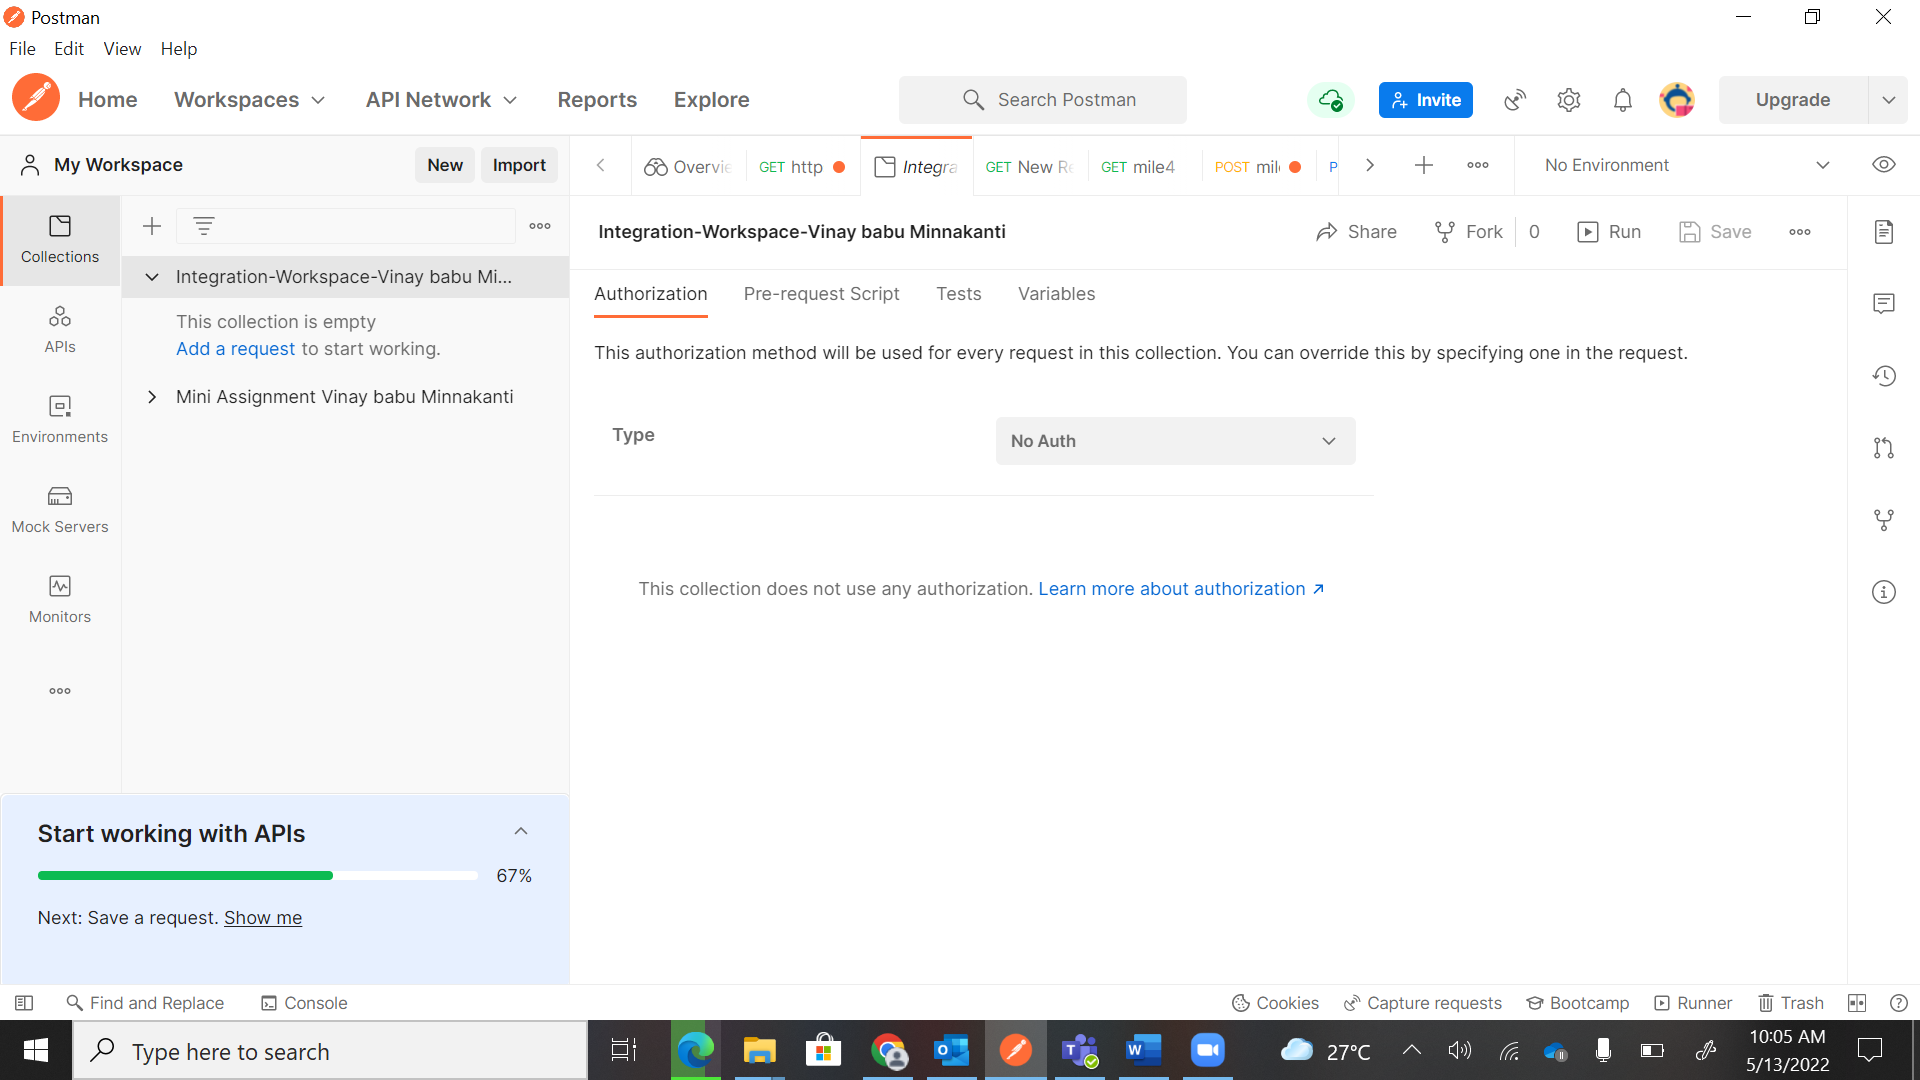 Postman
File Edit View Help
Home Workspaces API Network Reports Explore Search Postman Invite Upgrade
My Workspace New Import
Overvie GET http Integra GET New Re GET mile4 POST mil P No Environment
Collections
APIs
Environments
Mock Servers
Monitors
Integration-Workspace-Vinay babu Mi...
This collection is empty
Add a request to start working.
Mini Assignment Vinay babu Minnakanti
Integration-Workspace-Vinay babu Minnakanti Share Fork 0 Run Save
Authorization Pre-request Script Tests Variables
This authorization method will be used for every request in this collection. You can override this by specifying one in the request.
Type No Auth
This collection does not use any authorization. Learn more about authorization
Start working with APIs
67%
Next: Save a request. Show me
Find and Replace Console Cookies Capture requests Bootcamp Runner Trash
Type here to search 27°C 10:05 AM
5/13/2022